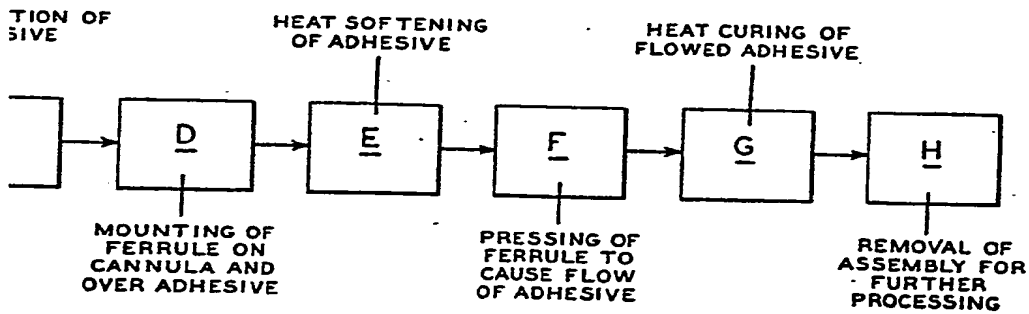 TION OF
SIVE
HEAT SOFTENING
OF ADHESIVE
HEAT CURING OF
FLOWED ADHESIVE
D
E
F
G
H
MOUNTING OF
FERRULE ON
CANNULA AND
OVER ADHESIVE
PRESSING OF
FERRULE TO
CAUSE FLOW
OF ADHESIVE
REMOVAL OF
ASSEMBLY FOR
FURTHER
PROCESSING